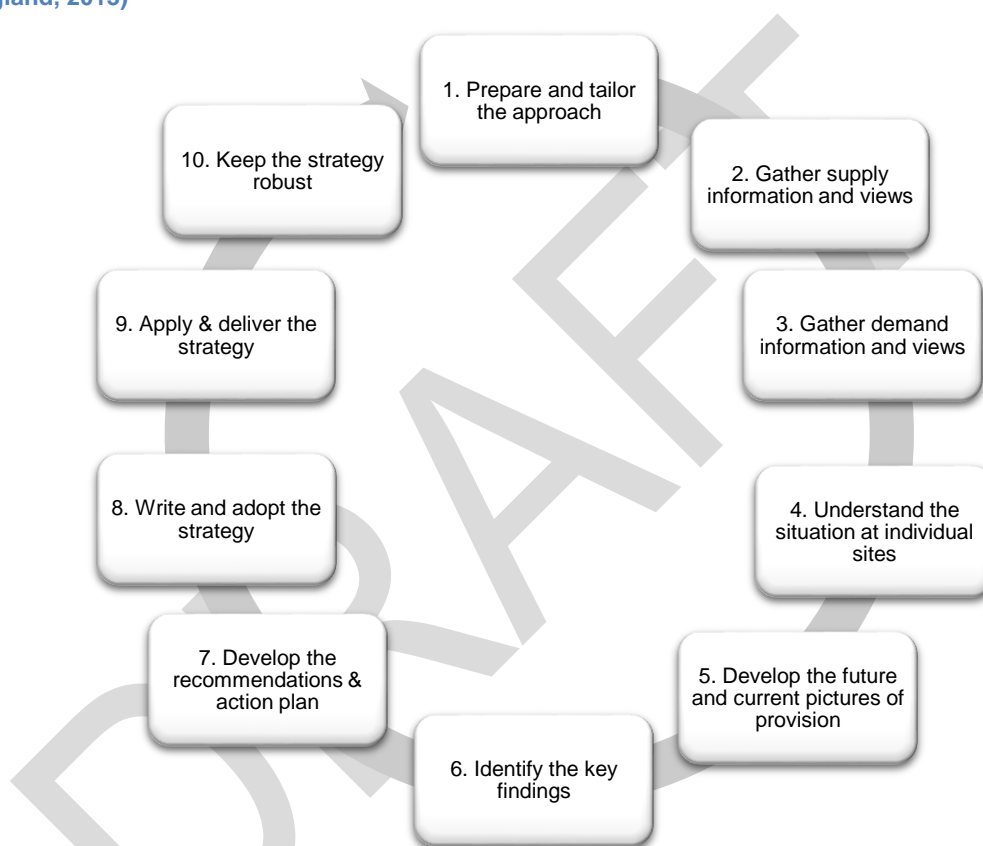 gland, 2013)
1. Prepare and tailor
the approach
2. Gather supply
information and views
3. Gather demand
information and views
4. Understand the
situation at individual
sites
5. Develop the future
and current pictures of
provision
6. Identify the key
findings
7. Develop the
recommendations &
action plan
8. Write and adopt the
strategy
9. Apply & deliver the
strategy
10. Keep the strategy
robust
DRAFT